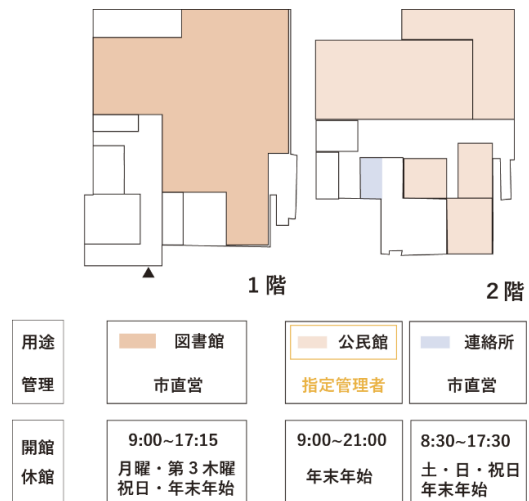 1階
2階
用途
管理
図書館
市直営
公民館
指定管理者
連絡所
市直営
開館
休館
9:00~17:15
月曜・第3木曜
祝日・年末年始
9:00~21:00
年末年始
8:30~17:30
土・日・祝日
年末年始